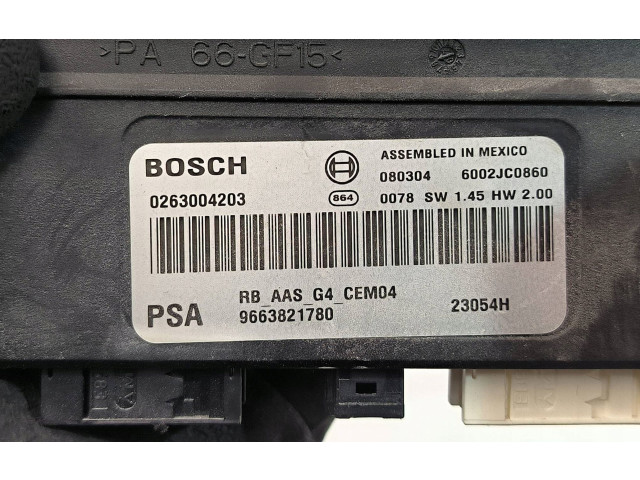 >PA 66-GF15<
BOSCH
ASSEMBLED IN MEXICO
080304 6002JC0860
0263004203
864
0078 SW 1.45 HW 2.00
RB_AAS_G4_CEM04
PSA
9663821780
23054H